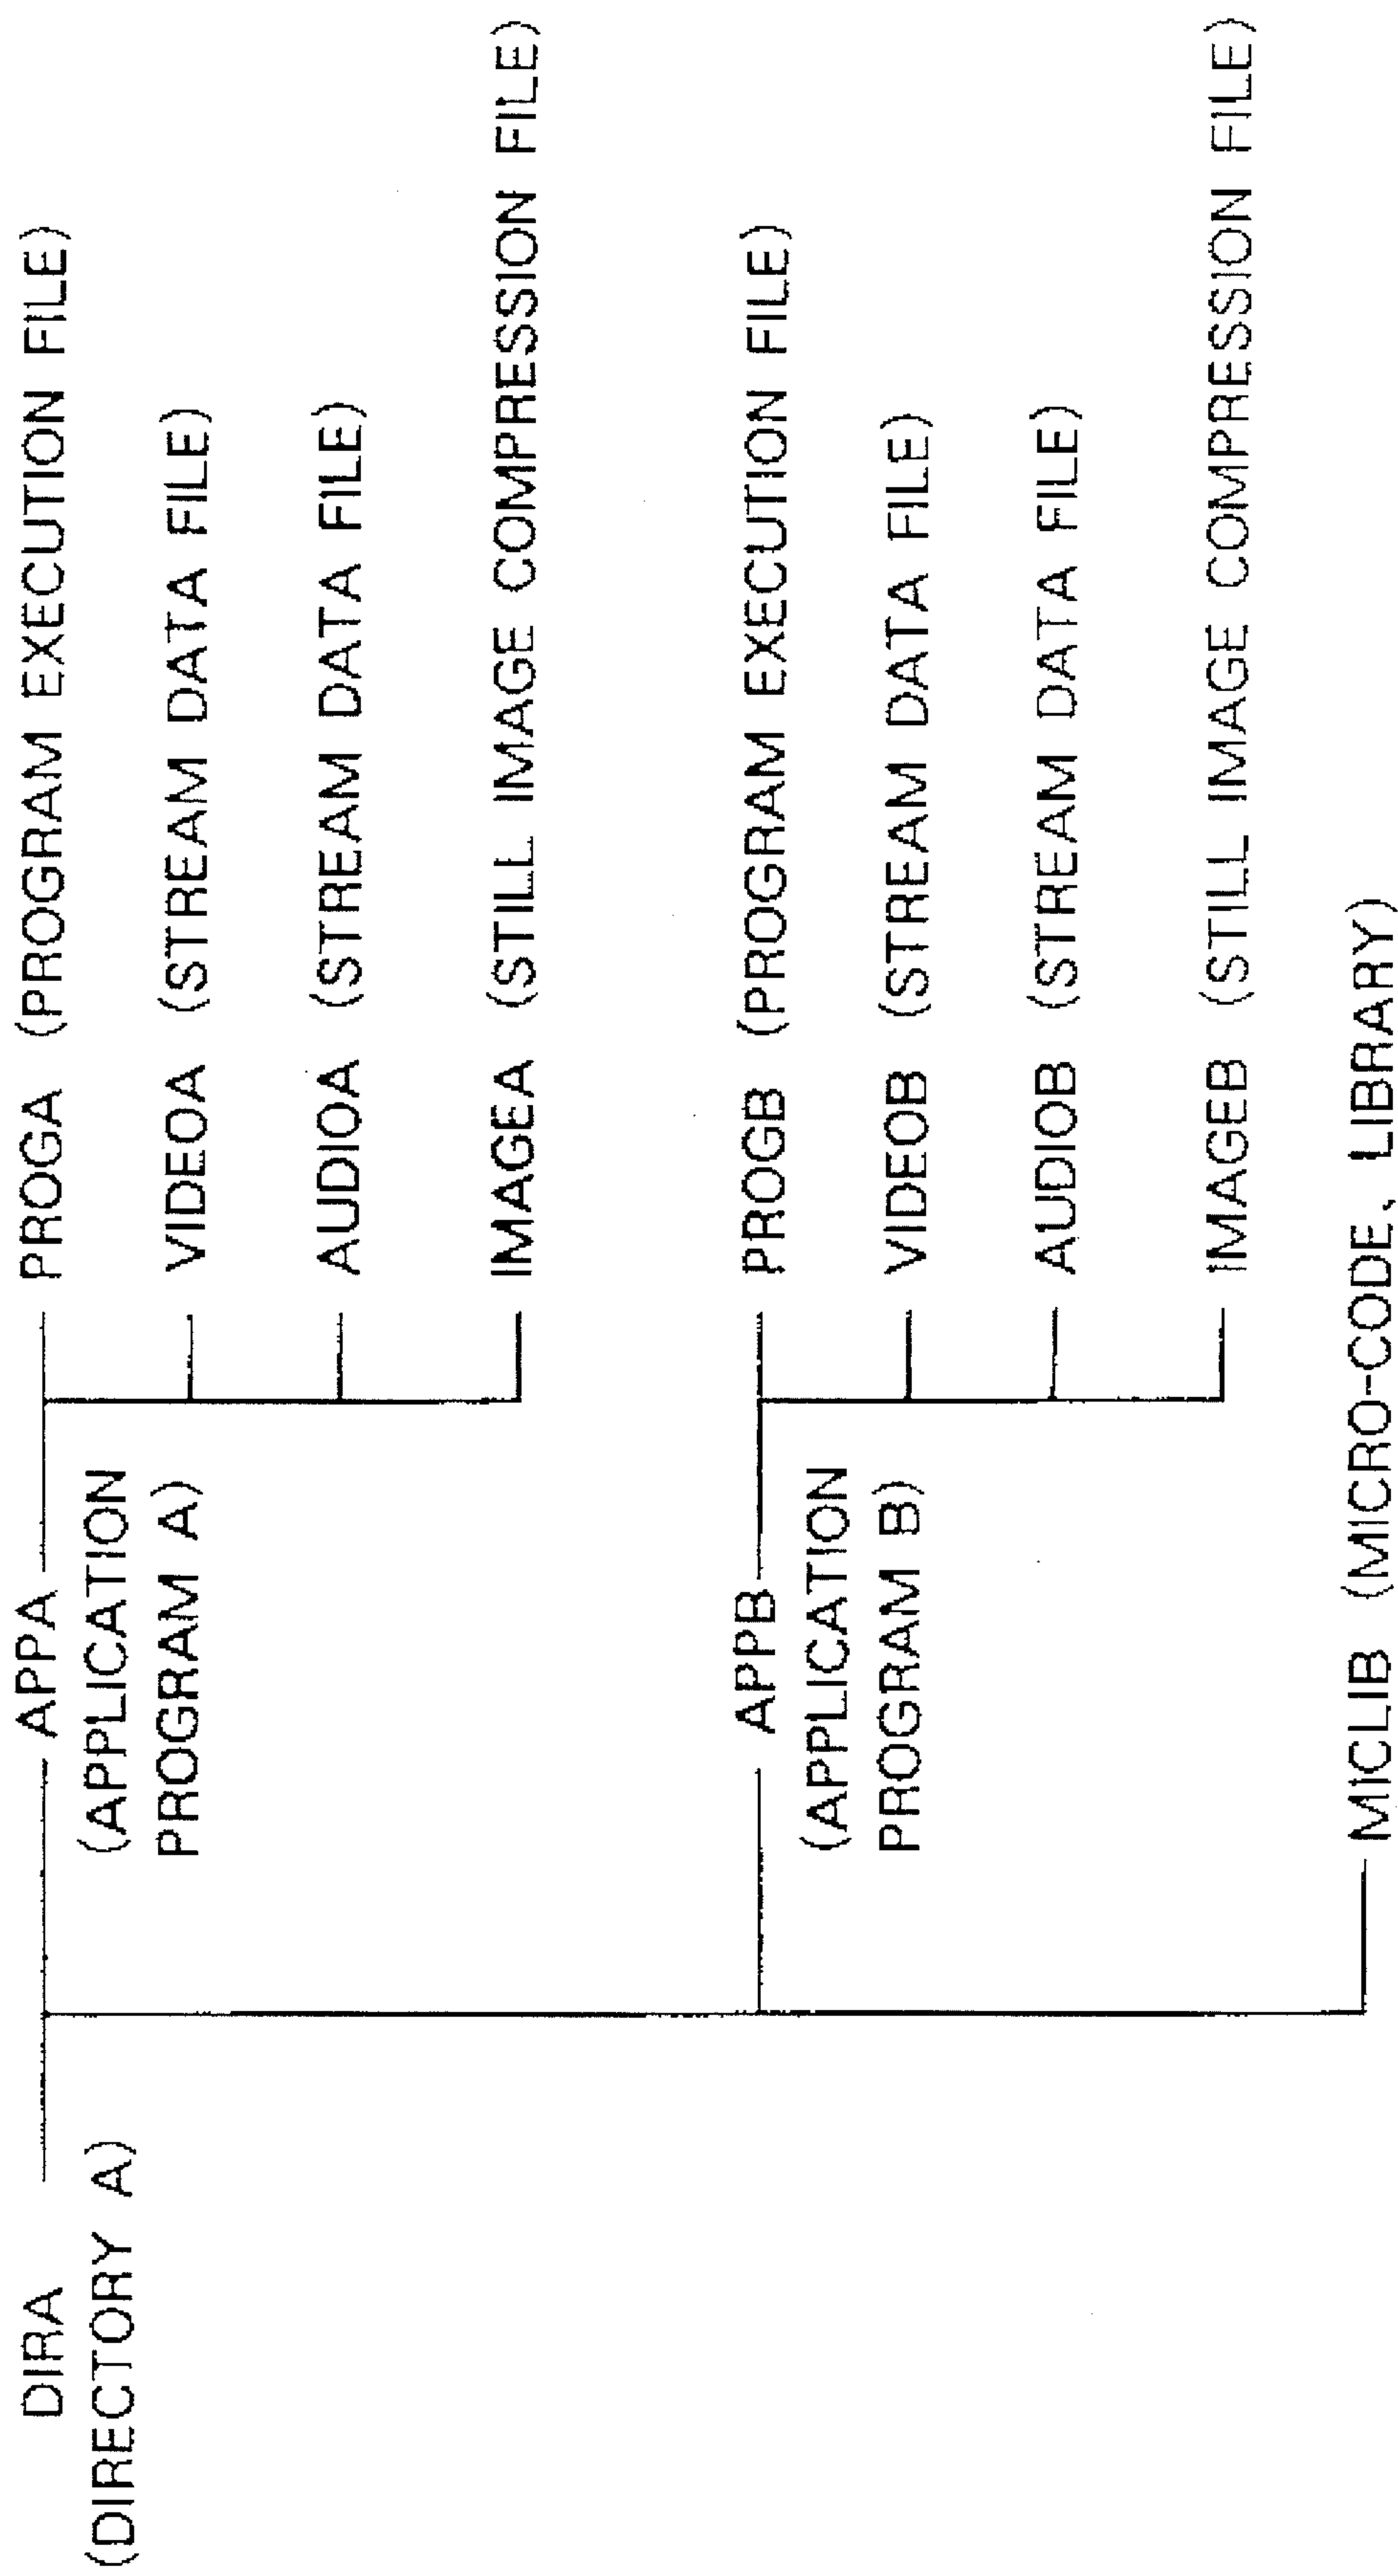 DIRA
(DIRECTORY A)
APPA
(APPLICATION
PROGRAM A)
PROGA (PROGRAM EXECUTION FILE)
VIDEOA (STREAM DATA FILE)
AUDIOA (STREAM DATA FILE)
IMAGEA (STILL IMAGE COMPRESSION FILE)
APPB
(APPLICATION
PROGRAM B)
PROGB (PROGRAM EXECUTION FILE)
VIDEOB (STREAM DATA FILE)
AUDIOB (STREAM DATA FILE)
IMAGEB (STILL IMAGE COMPRESSION FILE)
MICLIB (MICRO-CODE, LIBRARY)